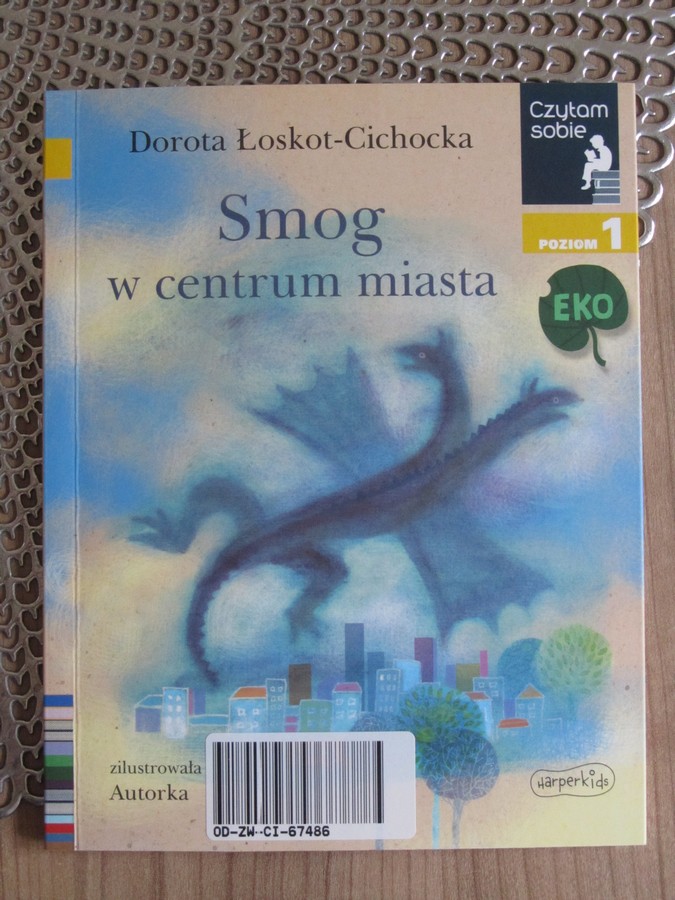 Dorota Łoskot-Cichocka
Czytam
sobie
Smog
w centrum miasta
POZIOM 1
EKO
zilustrowała
Autorka
OD-ZW--CI-67486
Harperkids